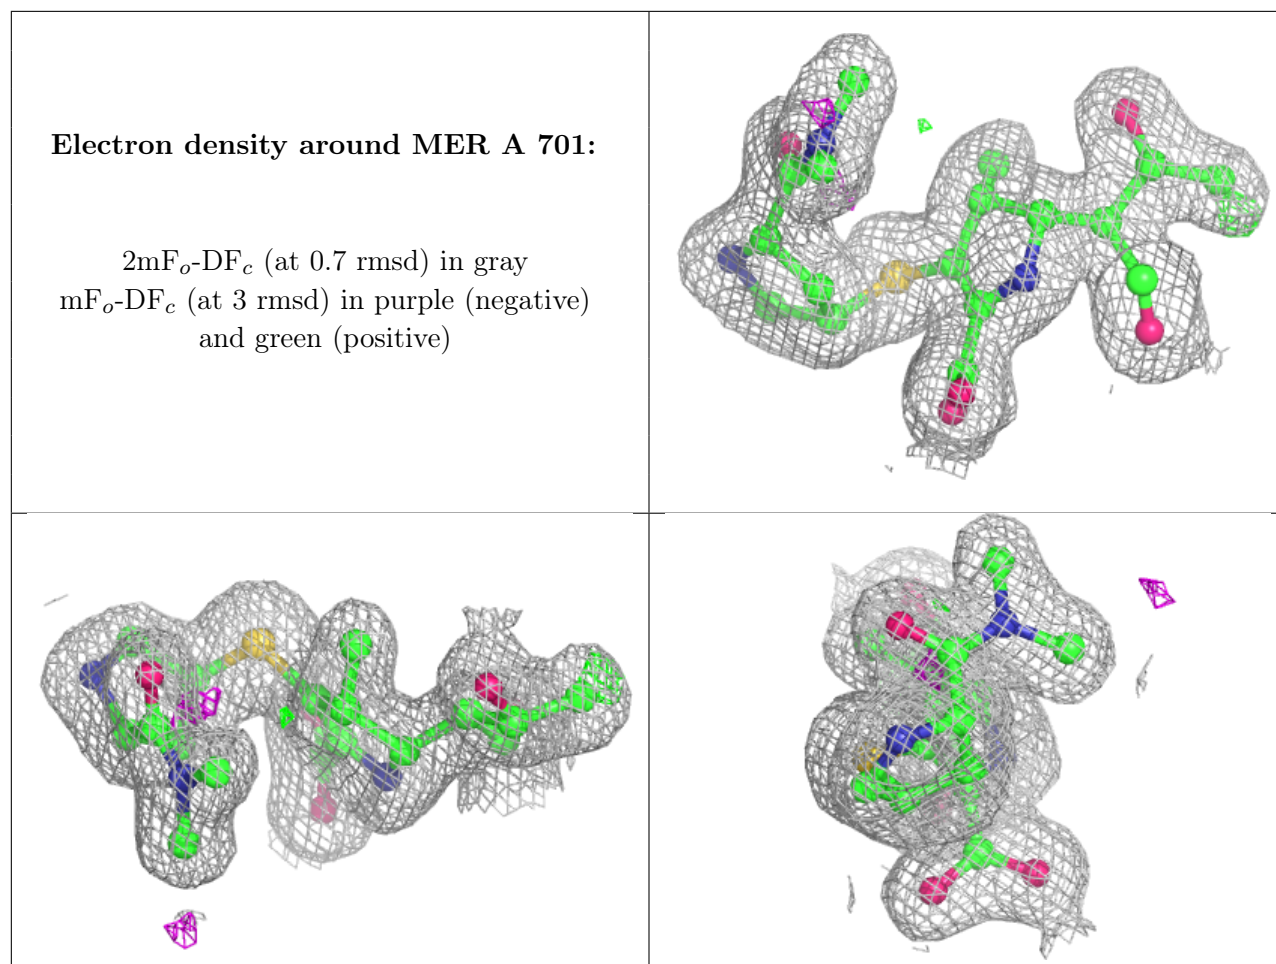 Electron density around MER A 701:
2mFo-DFc (at 0.7 rmsd) in gray
mFo-DFc (at 3 rmsd) in purple (negative)
and green (positive)